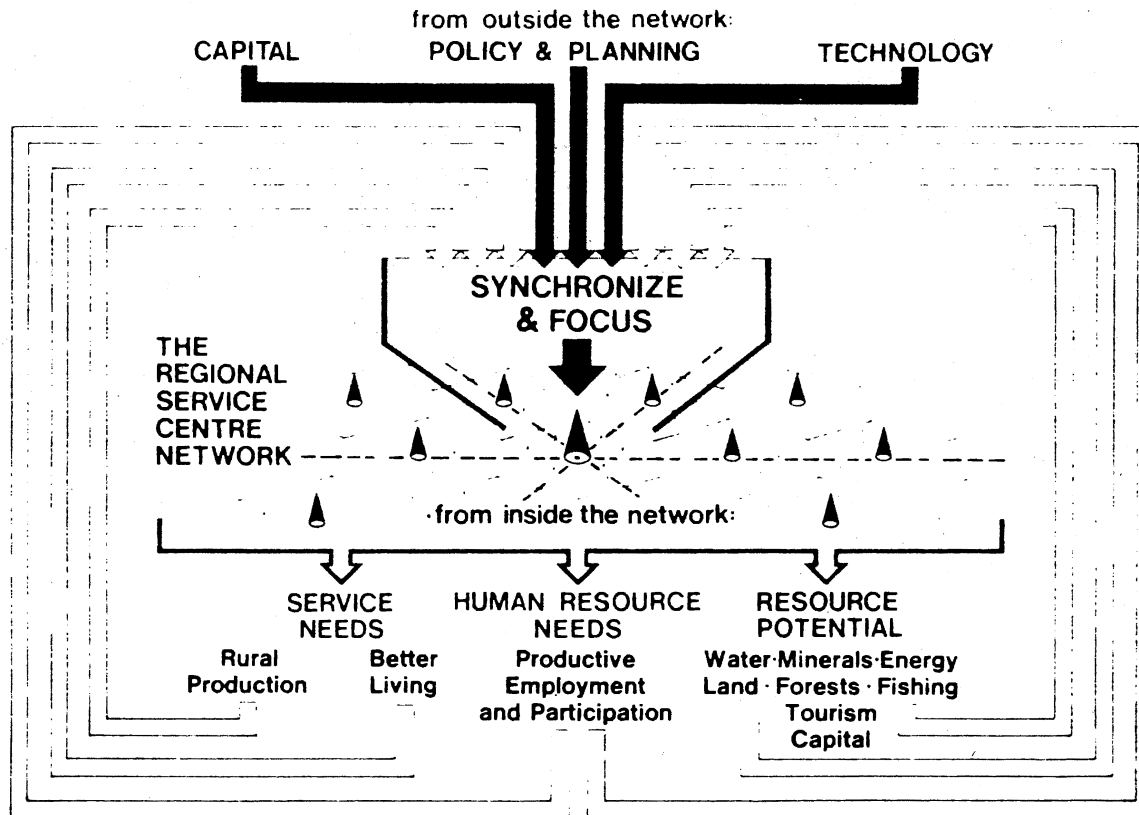 from outside the network:
CAPITAL POLICY & PLANNING TECHNOLOGY
SYNCHRONIZE
& FOCUS
THE
REGIONAL
SERVICE
CENTRE
NETWORK
from inside the network:
SERVICE
NEEDS
Rural
Production
Better
Living
HUMAN RESOURCE
NEEDS
Productive
Employment
and Participation
RESOURCE
POTENTIAL
Water·Minerals·Energy
Land · Forests · Fishing
Tourism
Capital